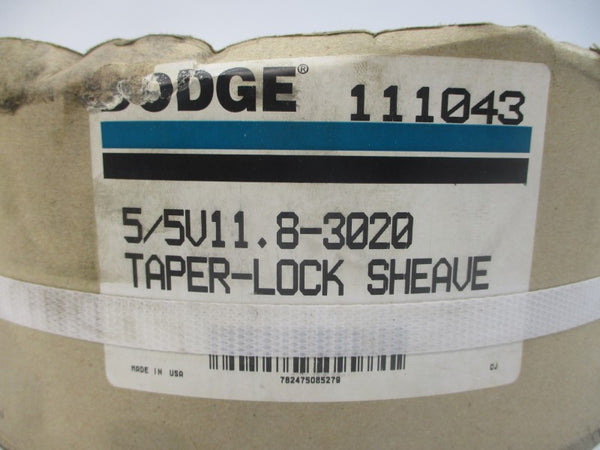 DODGE® 111043
5/5V11.8-3020
TAPER-LOCK SHEAVE
MADE IN USA
782475085279
DJ